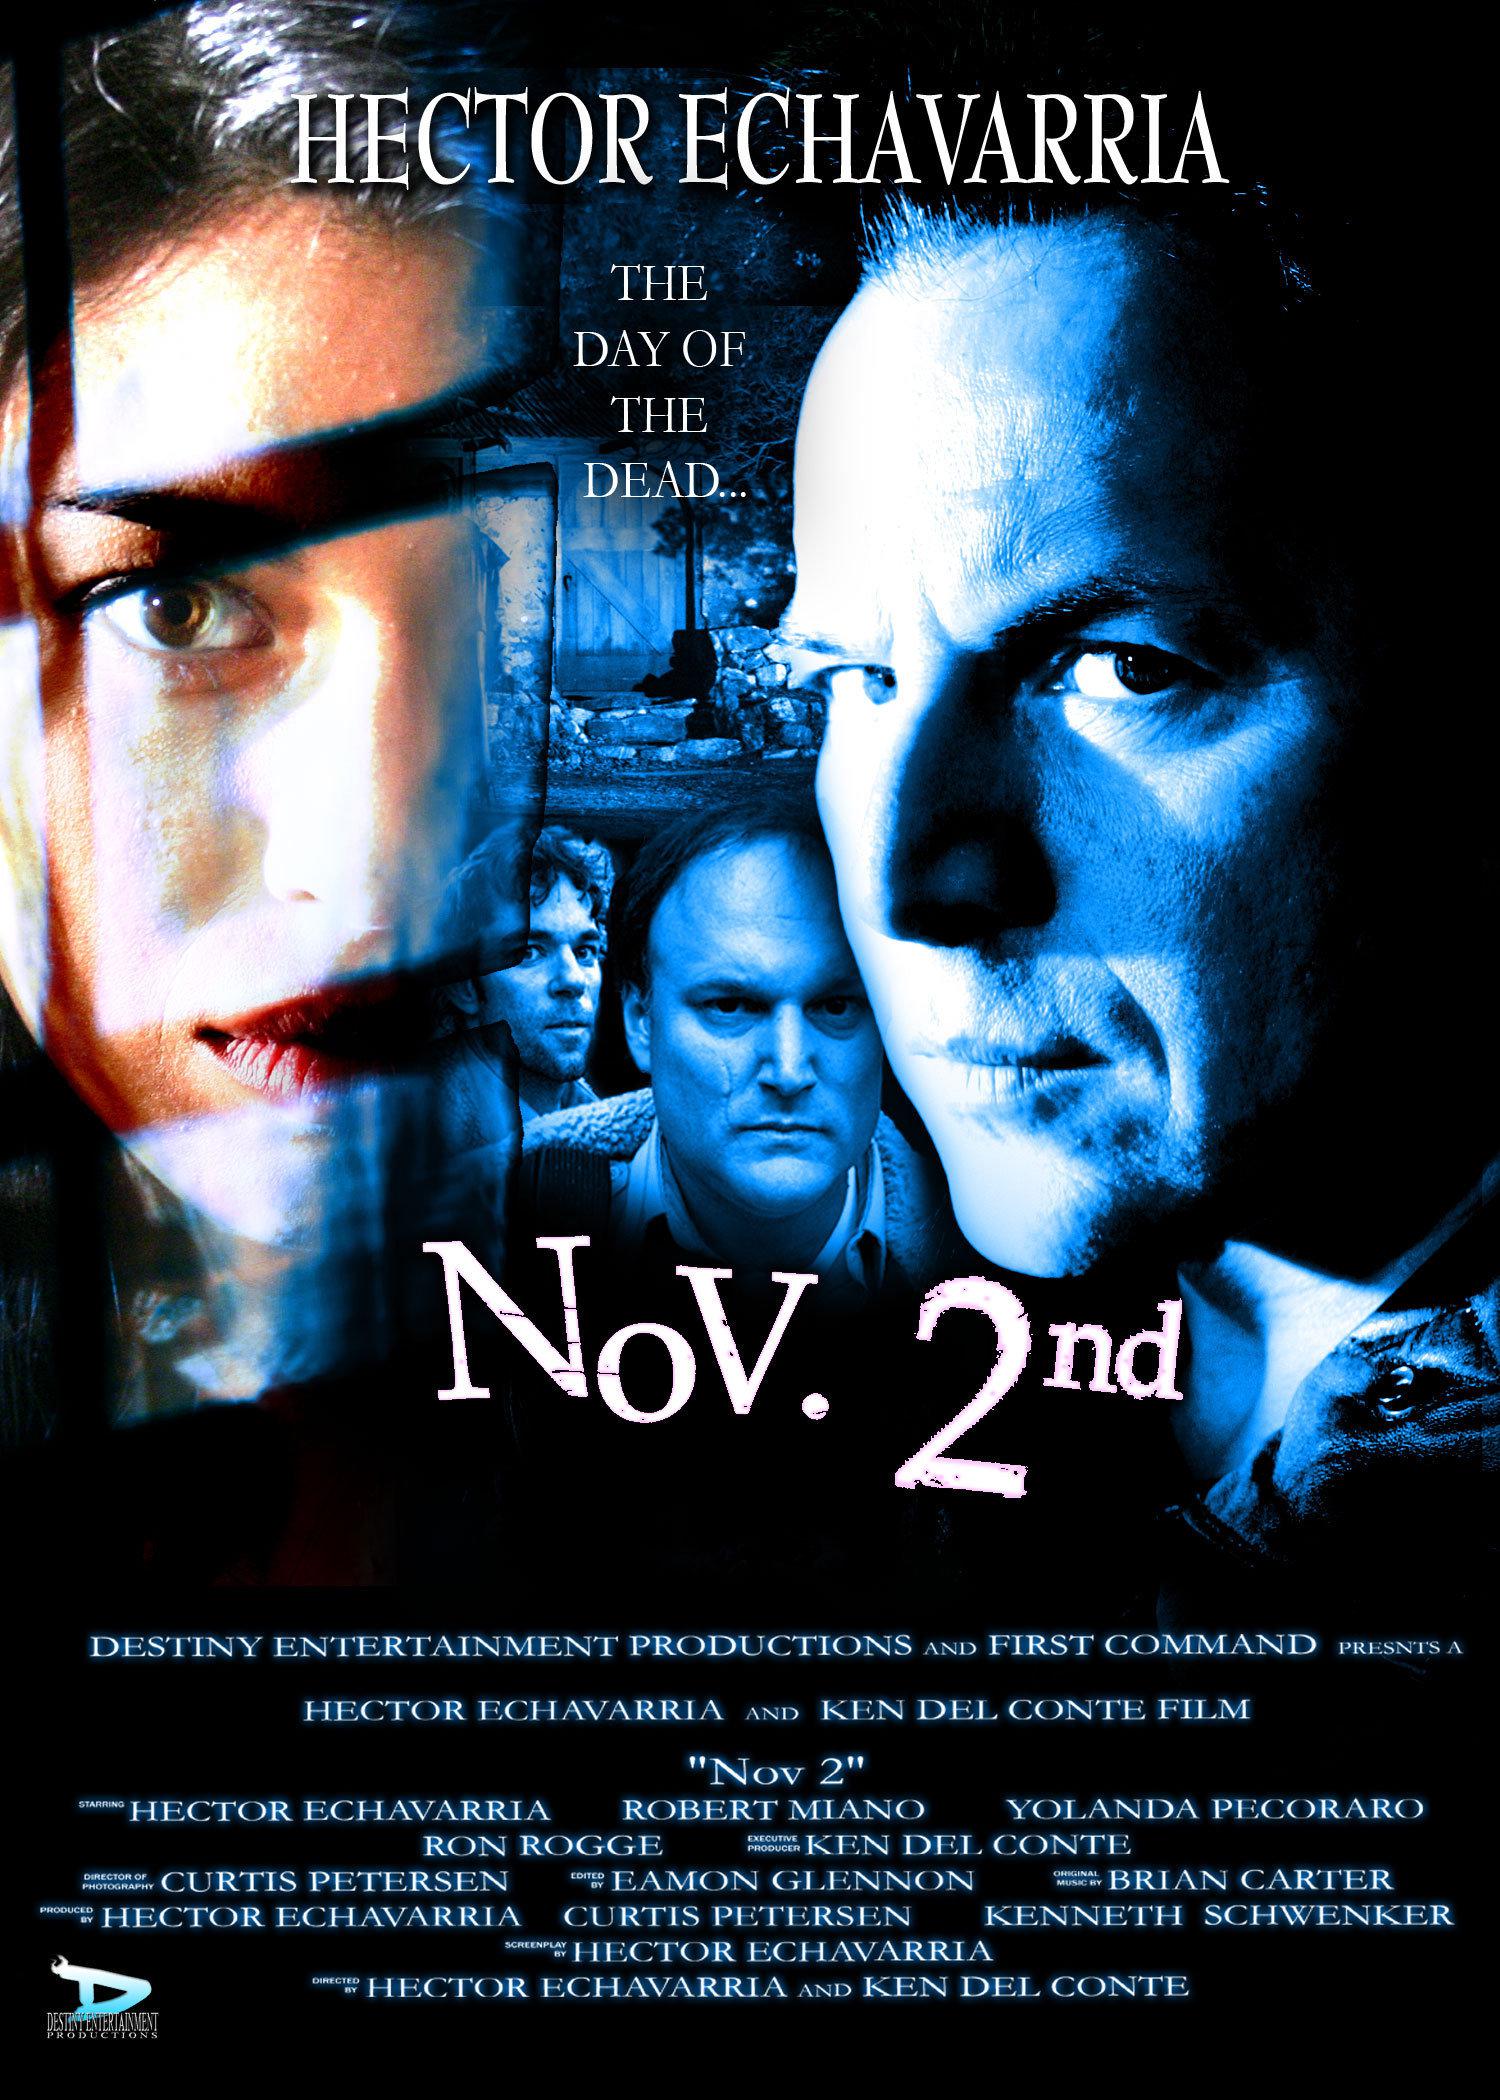 HECTOR ECHAVARRIA
THE
DAY OF
THE
DEAD...
NOV. 2nd
DESTINY ENTERTAINMENT PRODUCTIONS AND FIRST COMMAND PRESNTS A
HECTOR ECHAVARRIA AND KEN DEL CONTE FILM
"NOV 2"
STARRING HECTOR ECHAVARRIA ROBERT MIANO YOLANDA PECORARO
RON ROGGE EXECUTIVE PRODUCER KEN DEL CONTE
DIRECTOR OF PHOTOGRAPHY CURTIS PETERSEN EDITED BY EAMON GLENNON ORIGINAL MUSIC BY BRIAN CARTER
PRODUCED BY HECTOR ECHAVARRIA CURTIS PETERSEN KENNETH SCHWENKER
SCREENPLAY BY HECTOR ECHAVARRIA
DIRECTED BY HECTOR ECHAVARRIA AND KEN DEL CONTE
DESTINY ENTERTAINMENT
PRODUCTIONS